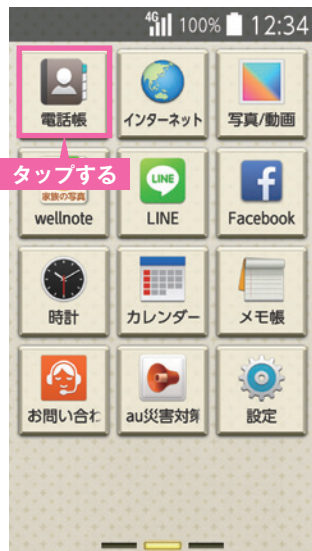 4G 100% 12:34
電話帳 インターネット 写真/動画
タップする
家族の写真 LINE
wellnote LINE Facebook
時計 カレンダー メモ帳
お問い合わ au災害対策 設定